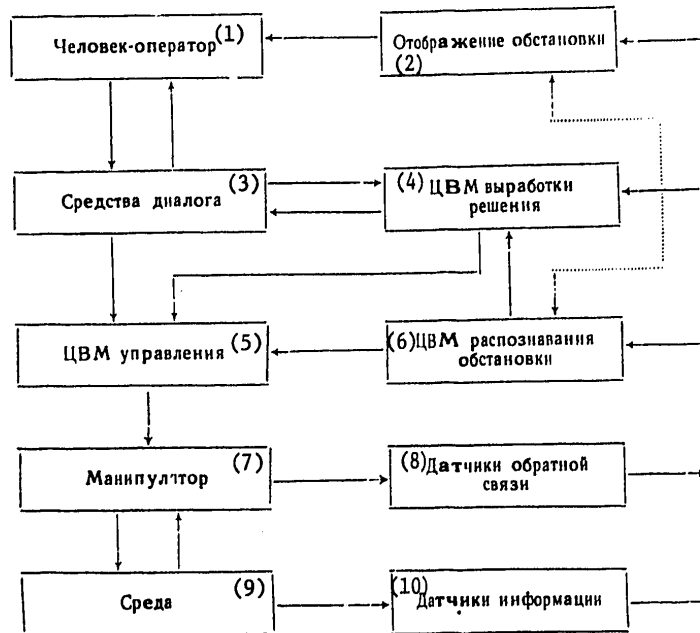 Человек-оператор (1)
Отображение обстановки
(2)
Средства диалога (3)
(4) ЦВМ выработки
решения
ЦВМ управления (5)
(6) ЦВМ распознавания
обстановки
Манипултор (7)
(8) Датчики обратной
связи
Среда (9)
(10)
Датчики информации